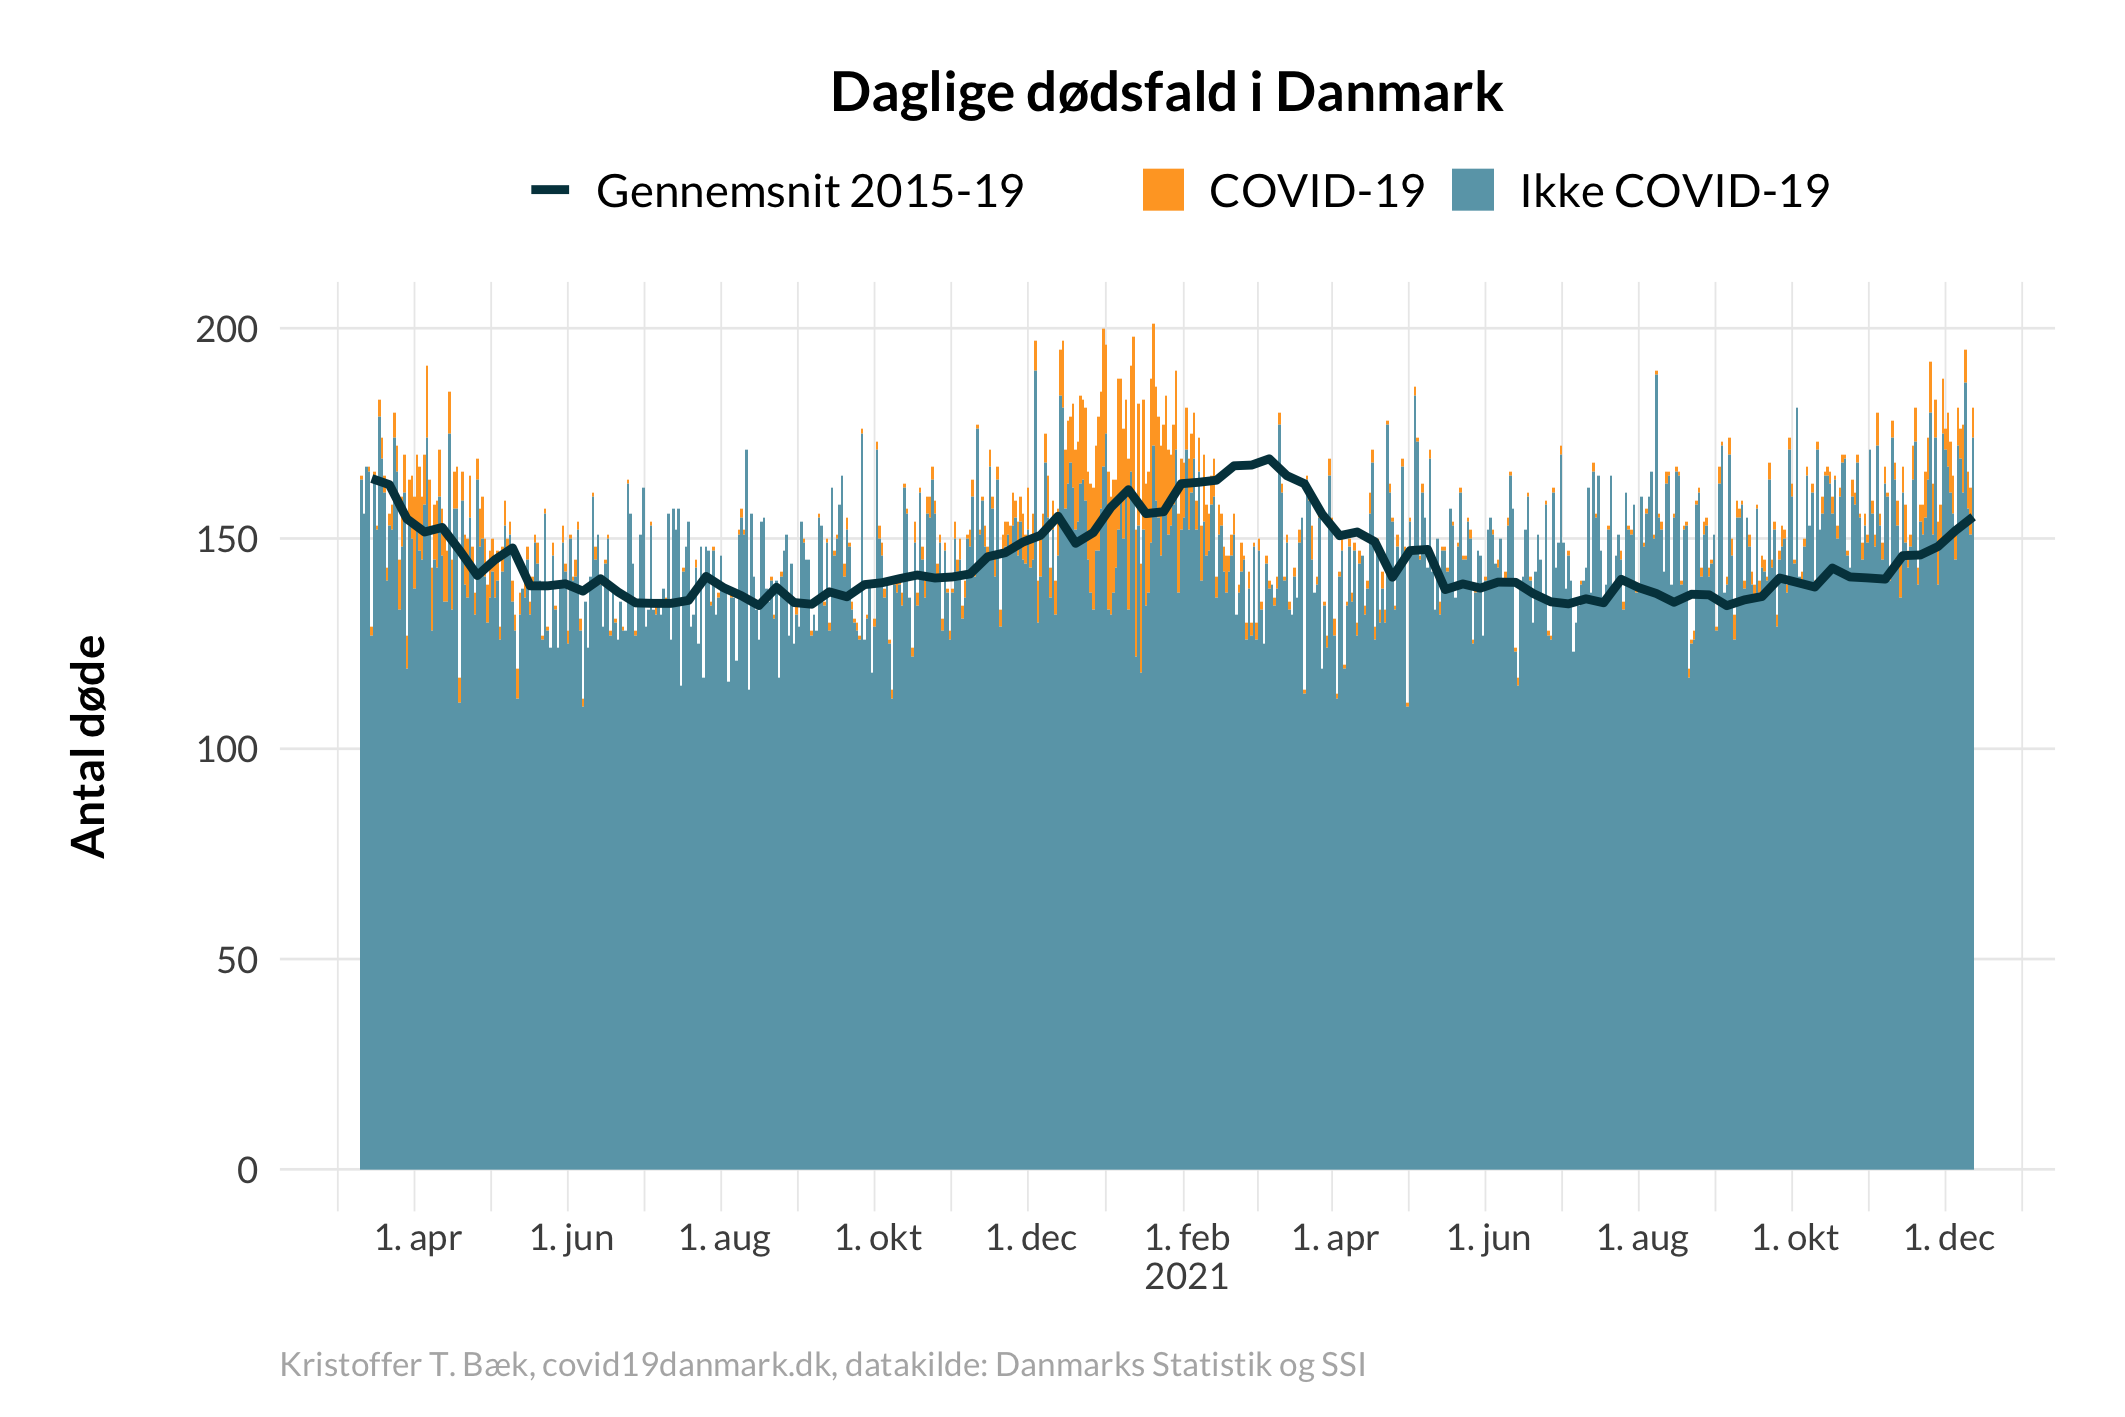 Daglige dødsfald i Danmark
Gennemsnit 2015-19 COVID-19 Ikke COVID-19
Antal døde
200
150
100
50
0
1. apr 1. jun 1. aug 1. okt 1. dec 1. feb 1. apr 1. jun 1. aug 1. okt 1. dec
2021
Kristoffer T. Bæk, covid19danmark.dk, datakilde: Danmarks Statistik og SSI